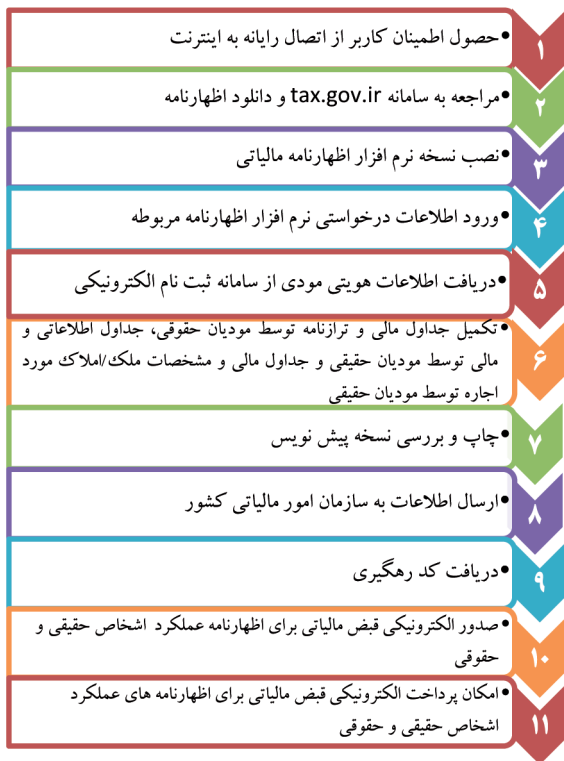 ۱
•حصول اطمینان کاربر از اتصال رایانه به اینترنت
۲
•مراجعه به سامانه tax.gov.ir و دانلود اظهارنامه
۳
•نصب نسخه نرم افزار اظهارنامه مالیاتی
۴
•ورود اطلاعات درخواستی نرم افزار اظهارنامه مربوطه
۵
•دریافت اطلاعات هویتی مودی از سامانه ثبت نام الکترونیکی
۶
•تکمیل جداول مالی و ترازنامه توسط مودیان حقوقی، جداول اطلاعاتی و
مالی توسط مودیان حقیقی و جداول مالی و مشخصات ملک/املاک مورد
اجاره توسط مودیان حقیقی
۷
•چاپ و بررسی نسخه پیش نویس
۸
•ارسال اطلاعات به سازمان امور مالیاتی کشور
۹
•دریافت کد رهگیری
۱۰
•صدور الکترونیکی قبض مالیاتی برای اظهارنامه عملکرد اشخاص حقیقی و
حقوقی
۱۱
•امکان پرداخت الکترونیکی قبض مالیاتی برای اظهارنامه های عملکرد
اشخاص حقیقی و حقوقی